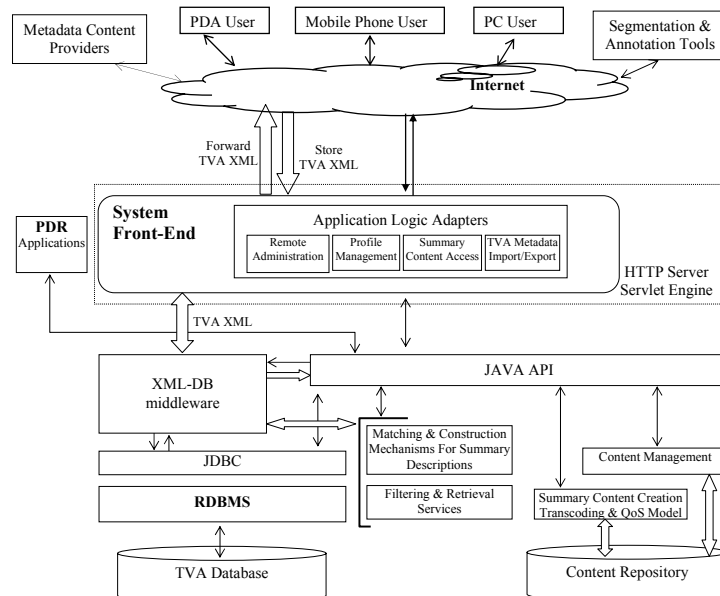 Metadata Content
Providers
PDA User
Mobile Phone User
PC User
Segmentation &
Annotation Tools
Internet
Forward
TVA XML
Store
TVA XML
PDR
Applications
System
Front-End
Application Logic Adapters
Remote
Administration
Profile
Management
Summary
Content Access
TVA Metadata
Import/Export
HTTP Server
Servlet Engine
TVA XML
XML-DB
middleware
JAVA API
JDBC
RDBMS
Matching & Construction
Mechanisms For Summary
Descriptions
Filtering & Retrieval
Services
Content Management
Summary Content Creation
Transcoding & QoS Model
TVA Database
Content Repository